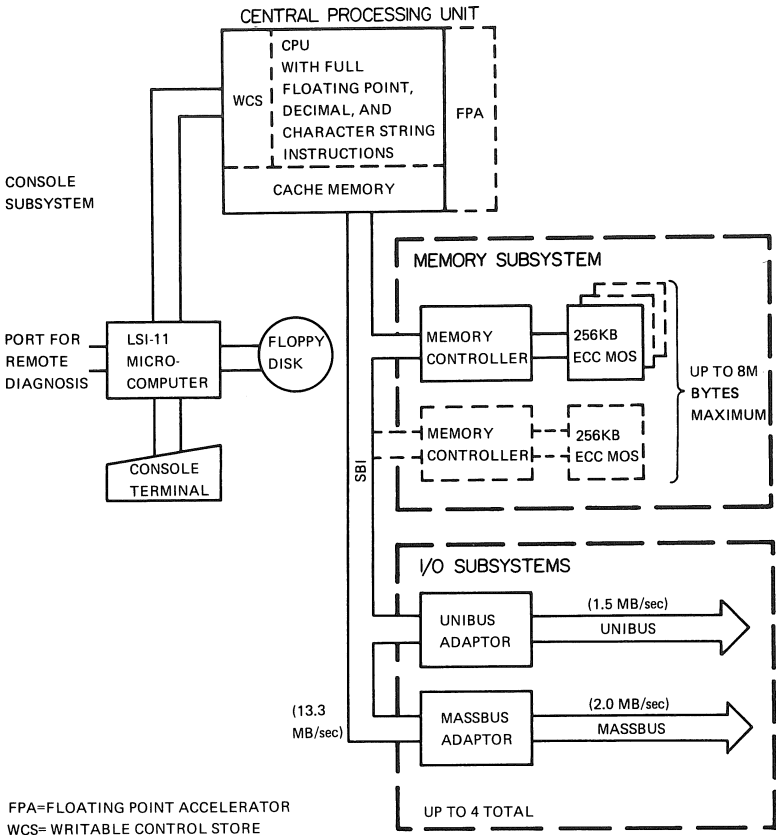 CENTRAL PROCESSING UNIT
WCS
CPU
WITH FULL
FLOATING POINT,
DECIMAL, AND
CHARACTER STRING
INSTRUCTIONS
FPA
CACHE MEMORY
CONSOLE
SUBSYSTEM
PORT FOR
REMOTE
DIAGNOSIS
LSI-11
MICRO-
COMPUTER
FLOPPY
DISK
CONSOLE
TERMINAL
SBI
MEMORY SUBSYSTEM
MEMORY
CONTROLLER
256KB
ECC MOS
MEMORY
CONTROLLER
256KB
ECC MOS
UP TO 8M
BYTES
MAXIMUM
I/O SUBSYSTEMS
UNIBUS
ADAPTOR
(1.5 MB/sec)
UNIBUS
(13.3
MB/sec)
MASSBUS
ADAPTOR
(2.0 MB/sec)
MASSBUS
UP TO 4 TOTAL
FPA=FLOATING POINT ACCELERATOR
WCS= WRITABLE CONTROL STORE